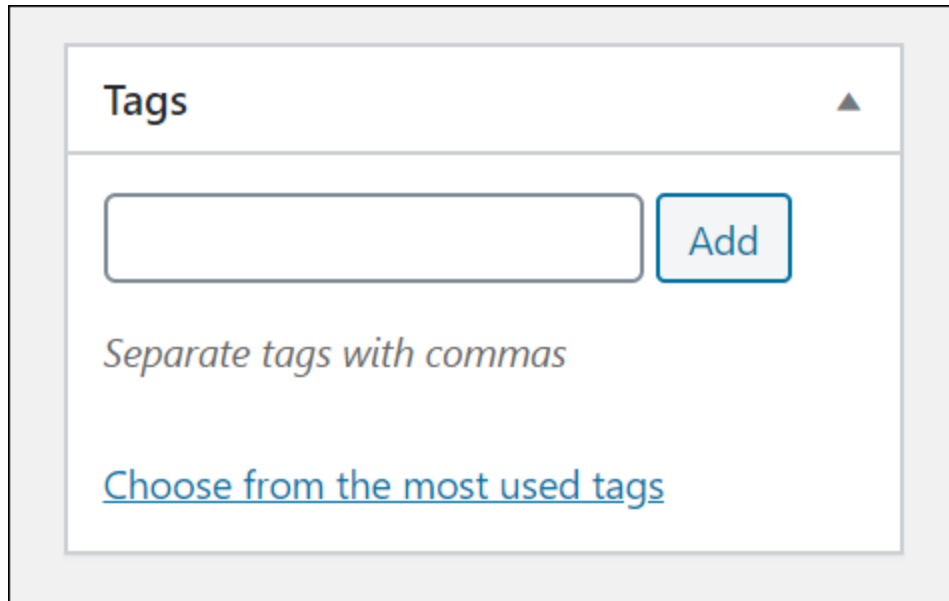 Tags
Add
Separate tags with commas
Choose from the most used tags